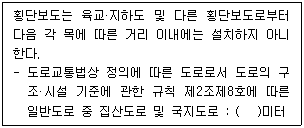 횡단보도는 육교·지하도 및 다른 횡단보도로부터
다음 각 목에 따른 거리 이내에는 설치하지 아니
한다.
- 도로교통법상 정의에 따른 도로로서 도로의 구
조·시설 기준에 관한 규칙 제2조제8호에 따른
일반도로 중 집산도로 및 국지도로 : (  )미터